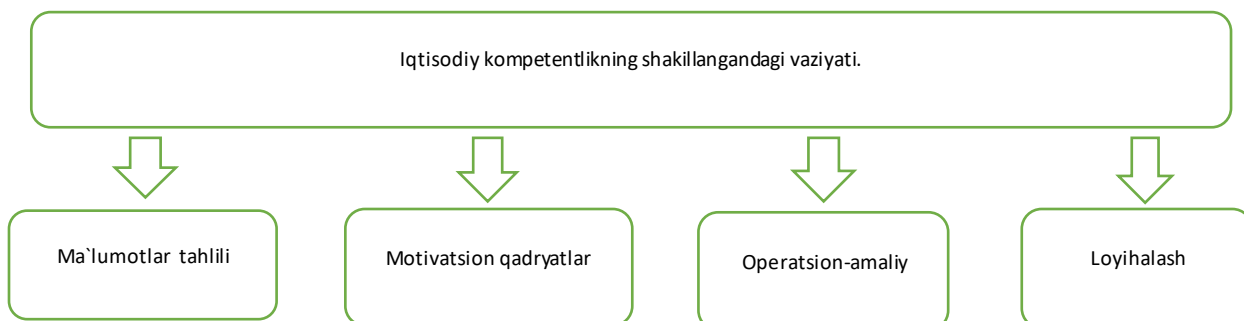 Iqtisodiy kompetentlikning shakillangandagi vaziyati.
Ma`lumotlar tahlili
Motivatsion qadryatlar
Operatsion-amaliy
Loyihalash